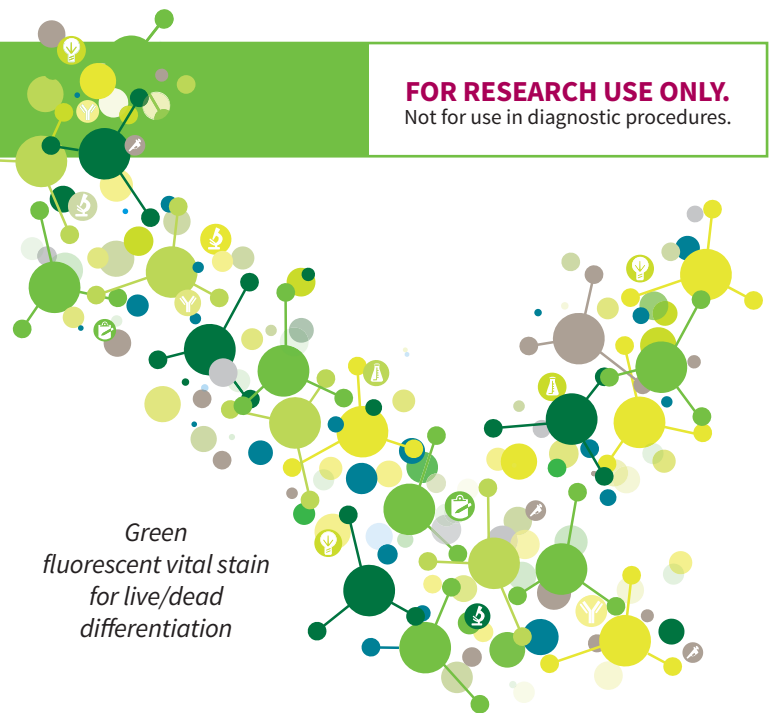 FOR RESEARCH USE ONLY.
Not for use in diagnostic procedures.
Green
fluorescent vital stain
for live/dead
differentiation